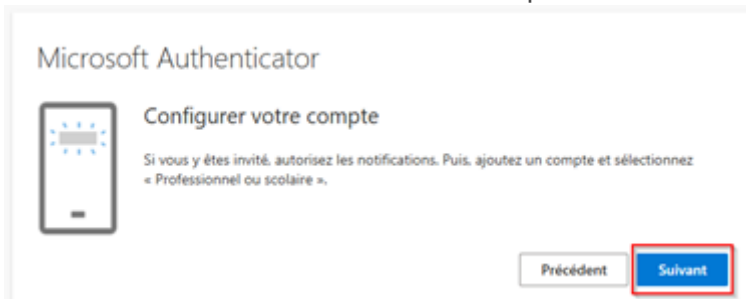 Microsoft Authenticator
Configurer votre compte
Si vous y êtes invité, autorisez les notifications. Puis, ajoutez un compte et sélectionnez
« Professionnel ou scolaire ».
Précédent
Suivant